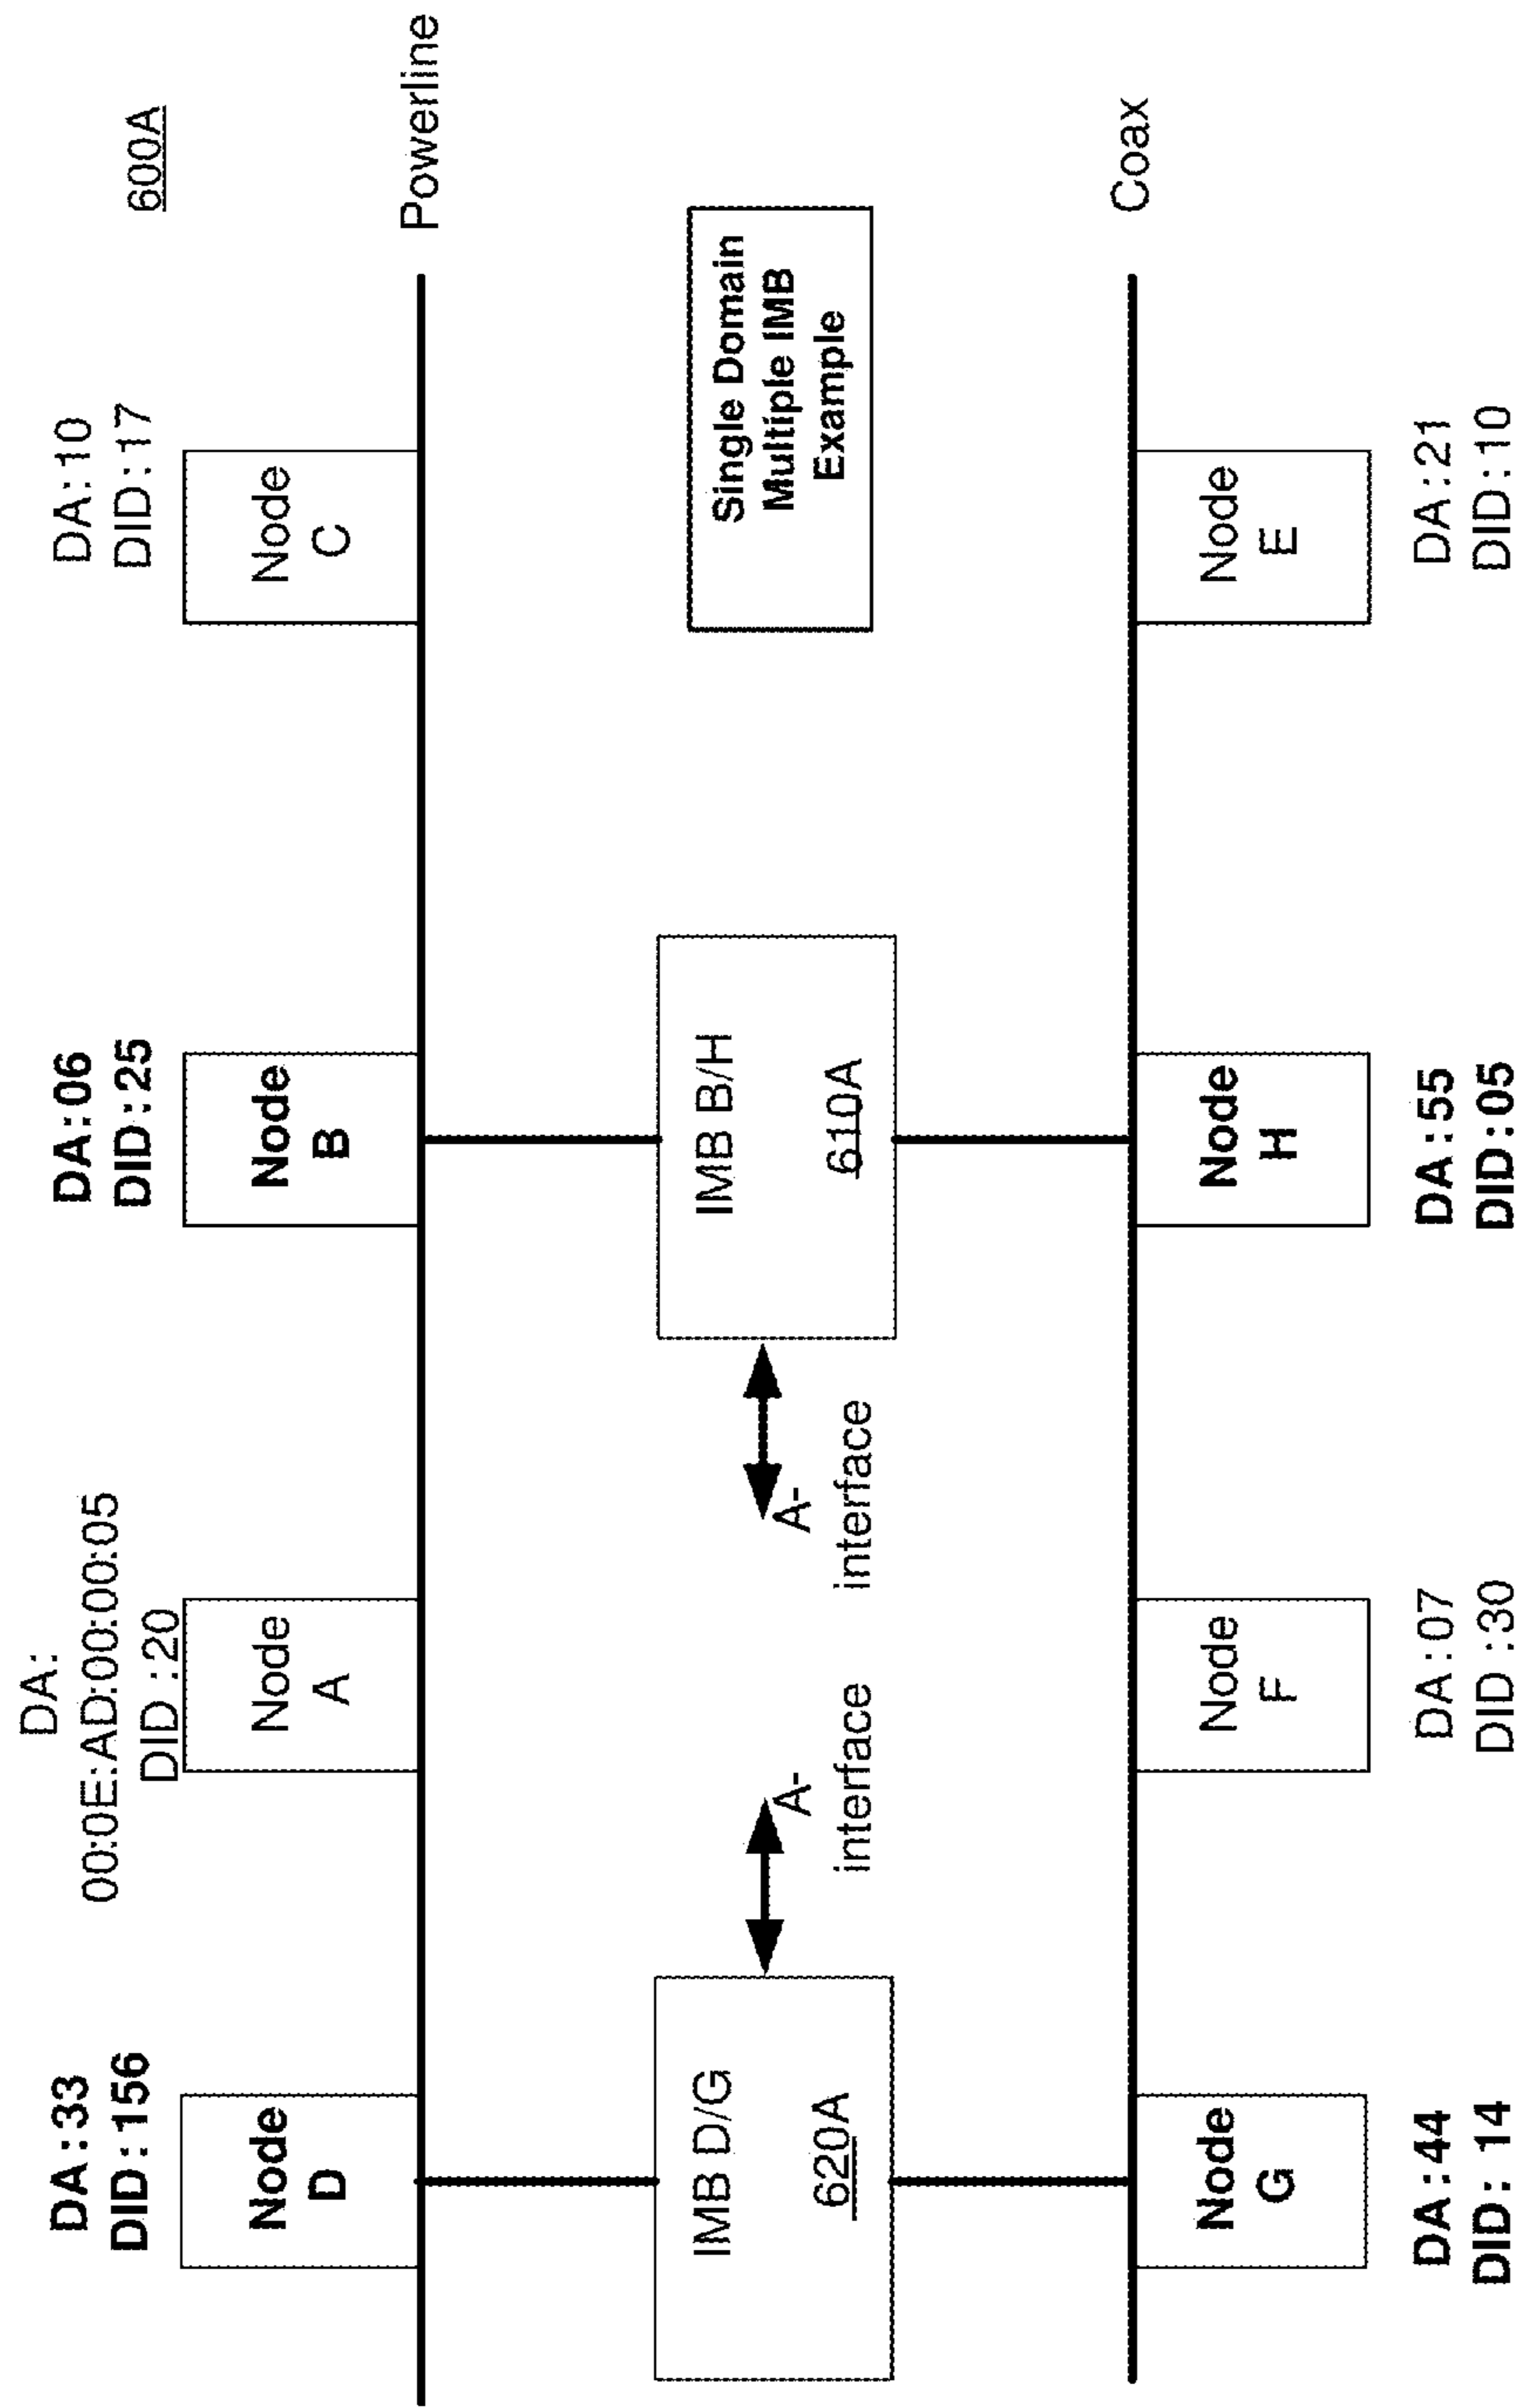 600A
DA:33
DID:156
DA:
00:0E:AD:00:00:05
DID :20
DA:06
DID:25
DA:10
DID:17
Node
D
Node
A
Node
B
Node
C
Powerline
IMB D/G
620A
A-
interface
A-
interface
IMB B/H
610A
Single Domain
Multiple IMB
Example
Coax
Node
G
Node
F
Node
H
Node
E
DA:44
DID: 14
DA:07
DID :30
DA:55
DID:05
DA:21
DID:10